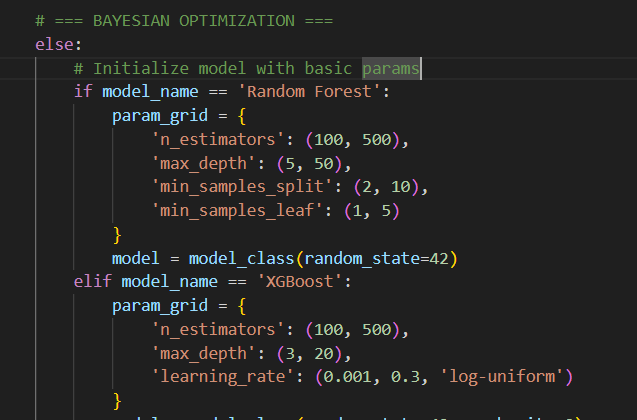 # === BAYESIAN OPTIMIZATION ===
else:
    # Initialize model with basic params
    if model_name == 'Random Forest':
        param_grid = {
            'n_estimators': (100, 500),
            'max_depth': (5, 50),
            'min_samples_split': (2, 10),
            'min_samples_leaf': (1, 5)
        }
        model = model_class(random_state=42)
    elif model_name == 'XGBoost':
        param_grid = {
            'n_estimators': (100, 500),
            'max_depth': (3, 20),
            'learning_rate': (0.001, 0.3, 'log-uniform')
        }